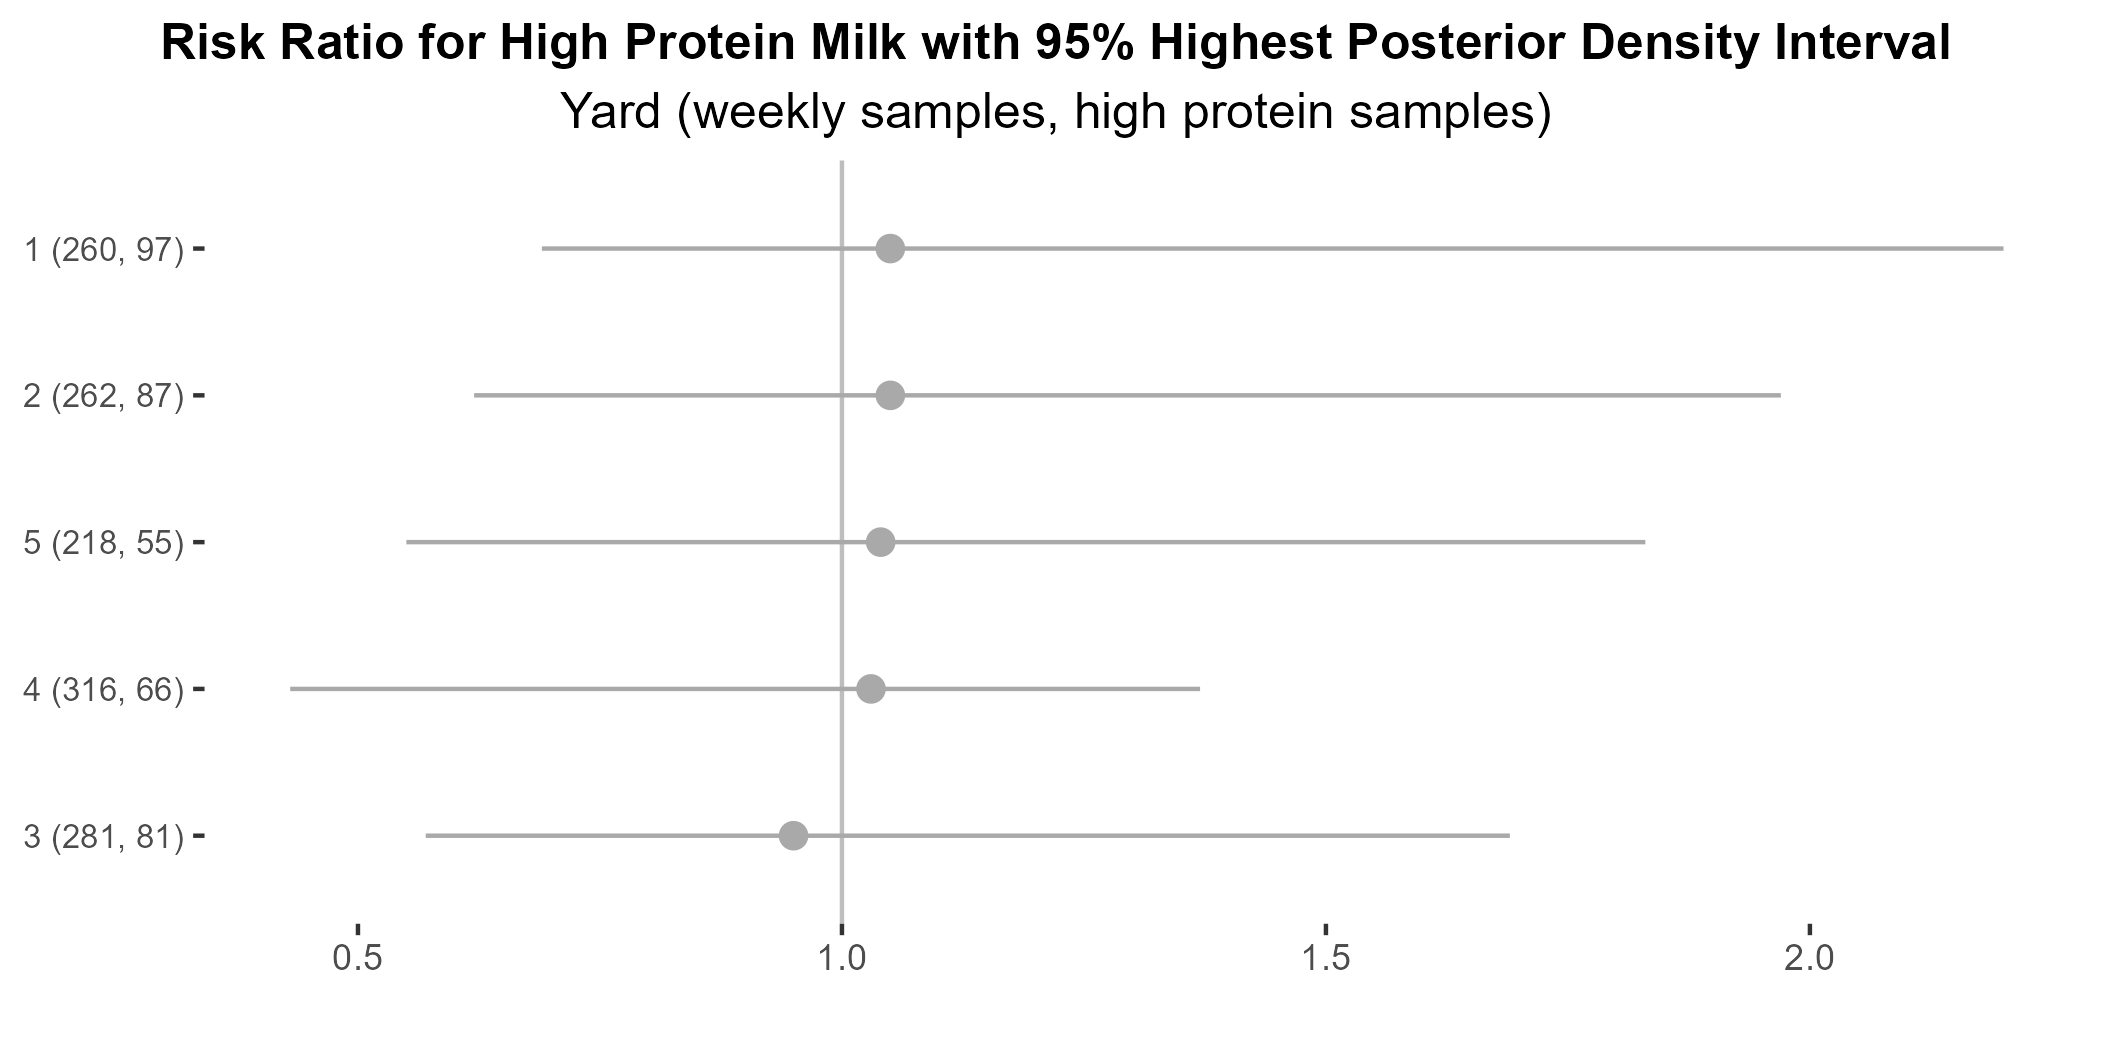 Risk Ratio for High Protein Milk with 95% Highest Posterior Density Interval
Yard (weekly samples, high protein samples)
1 (260, 97)
2 (262, 87)
5 (218, 55)
4 (316, 66)
3 (281, 81)
0.5 1.0 1.5 2.0